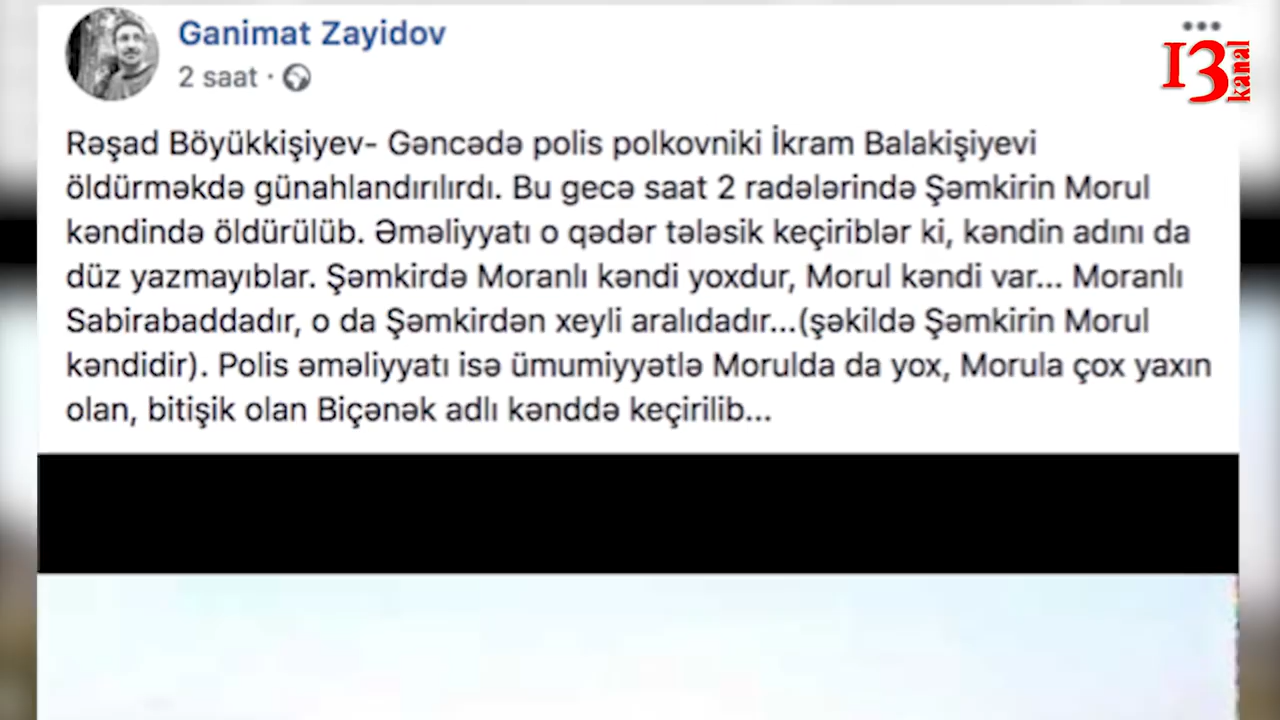 Ganimat Zayidov
2 saat ·
13 kanal
Rəşad Böyükkişiyev- Gəncədə polis polkovniki İkram Balakişiyevi
öldürməkdə günahlandırılırdı. Bu gecə saat 2 radələrində Şəmkirin Morul
kəndində öldürülüb. Əməliyyatı o qədər tələsik keçiriblər ki, kəndin adını da
düz yazmayıblar. Şəmkirdə Moranlı kəndi yoxdur, Morul kəndi var... Moranlı
Sabirabaddadır, o da Şəmkirdən xeyli aralıdadır...(şəkildə Şəmkirin Morul
kəndidir). Polis əməliyyatı isə ümumiyyətlə Morulda da yox, Morula çox yaxın
olan, bitişik olan Biçənək adlı kənddə keçirilib...